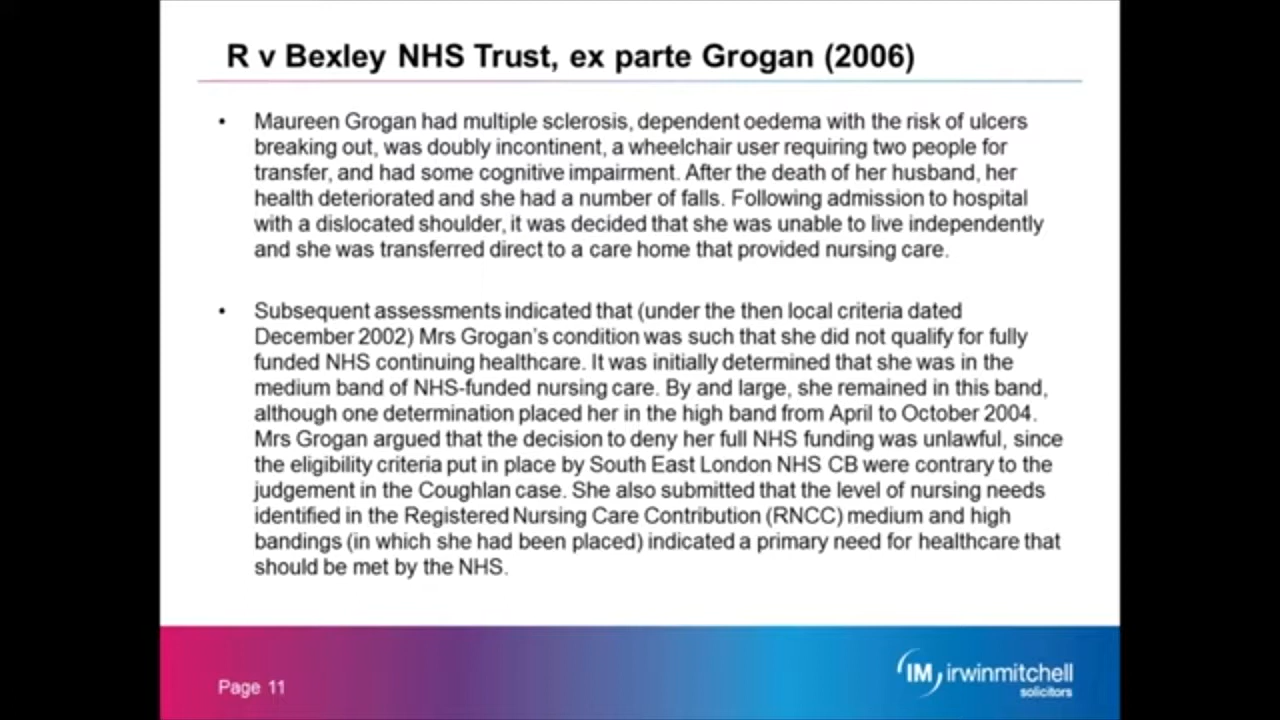 R v Bexley NHS Trust, ex parte Grogan (2006)
• Maureen Grogan had multiple sclerosis, dependent oedema with the risk of ulcers
breaking out, was doubly incontinent, a wheelchair user requiring two people for
transfer, and had some cognitive impairment. After the death of her husband, her
health deteriorated and she had a number of falls. Following admission to hospital
with a dislocated shoulder, it was decided that she was unable to live independently
and she was transferred direct to a care home that provided nursing care.
• Subsequent assessments indicated that (under the then local criteria dated
December 2002) Mrs Grogan's condition was such that she did not qualify for fully
funded NHS continuing healthcare. It was initially determined that she was in the
medium band of NHS-funded nursing care. By and large, she remained in this band,
although one determination placed her in the high band from April to October 2004.
Mrs Grogan argued that the decision to deny her full NHS funding was unlawful, since
the eligibility criteria put in place by South East London NHS CB were contrary to the
judgement in the Coughlan case. She also submitted that the level of nursing needs
identified in the Registered Nursing Care Contribution (RNCC) medium and high
bandings (in which she had been placed) indicated a primary need for healthcare that
should be met by the NHS.
Page 11
IM irwinmitchell
solicitors